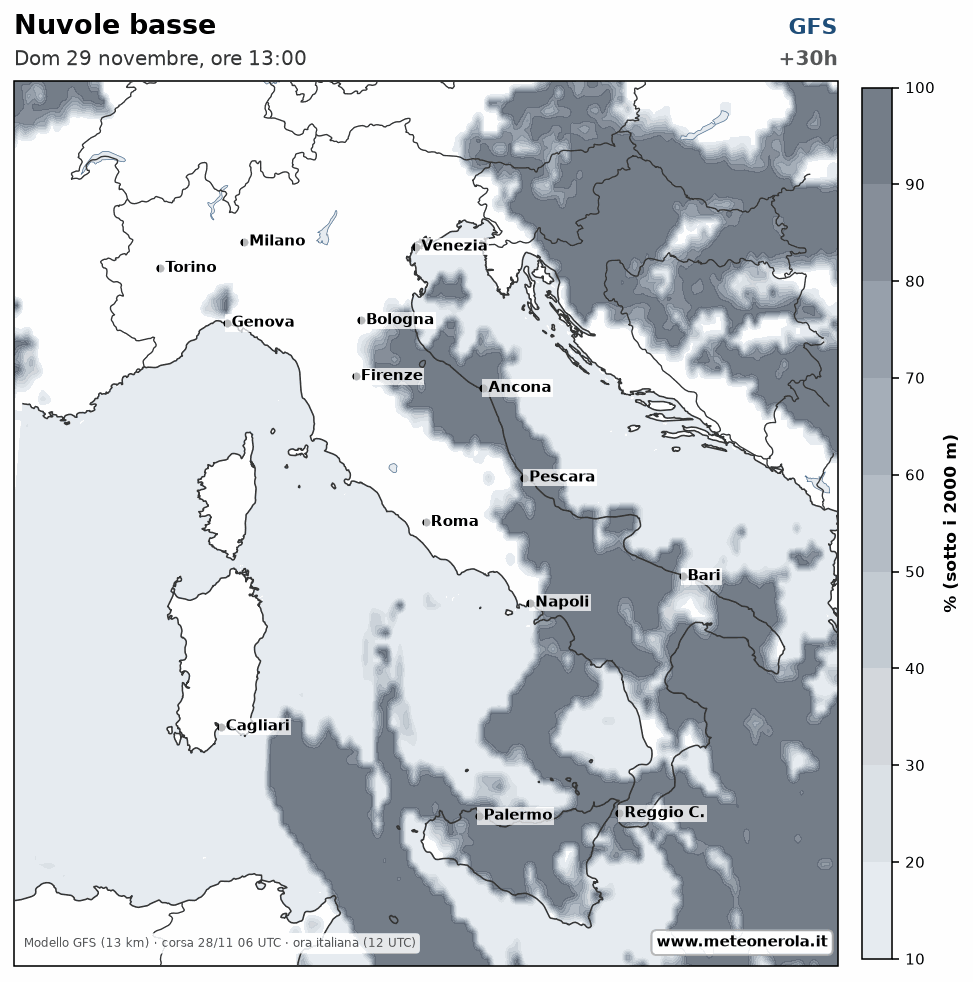 Nuvole basse
GFS
Dom 29 novembre, ore 13:00
+30h
100
90
80
70
60
50
40
30
20
10
% (sotto i 2000 m)
Venezia
Milano
Torino
Bologna
Genova
Firenze
Ancona
Pescara
Roma
Bari
Napoli
Cagliari
Reggio C.
Palermo
Modello GFS (13 km) · corsa 28/11 06 UTC · ora italiana (12 UTC)
www.meteonerola.it